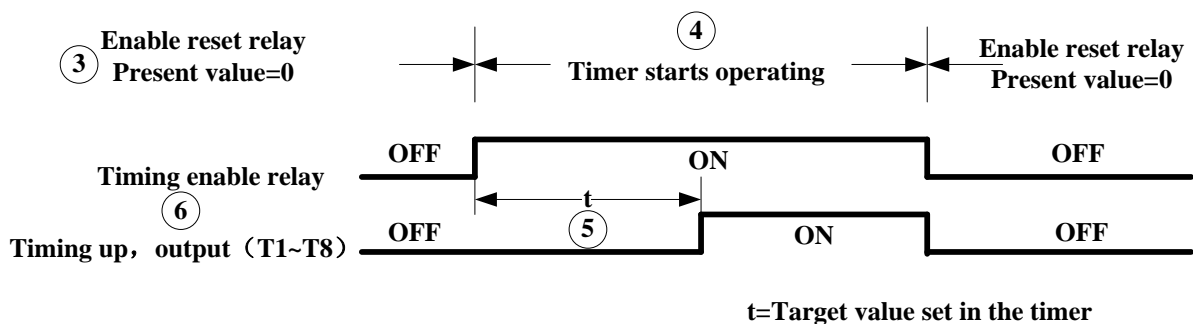 ③ Enable reset relay
Present value=0
④
Timer starts operating
Enable reset relay
Present value=0
Timing enable relay
OFF
ON
OFF
t
⑤
⑥
Timing up，output（T1~T8）
OFF
ON
OFF
t=Target value set in the timer